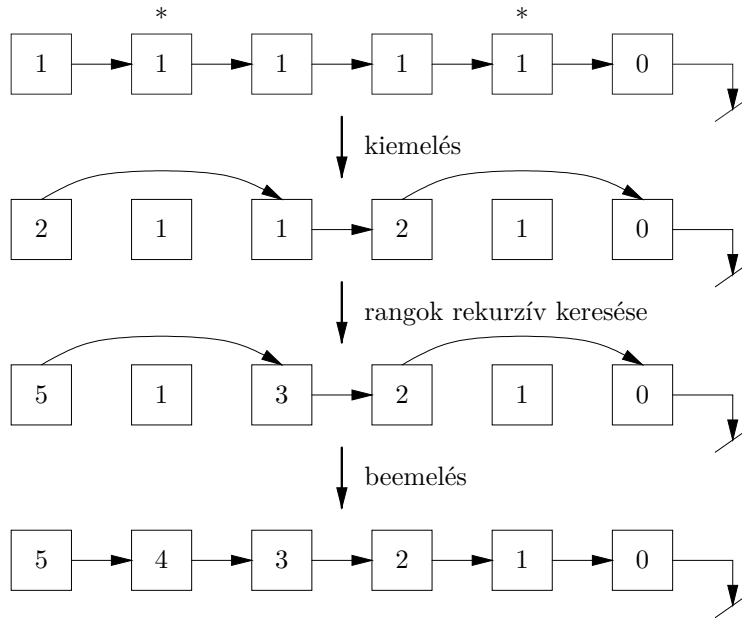 * *
1 1 1 1 1 0
kiemelés
2 1 1 2 1 0
rangok rekurzív keresése
5 1 3 2 1 0
beemelés
5 4 3 2 1 0